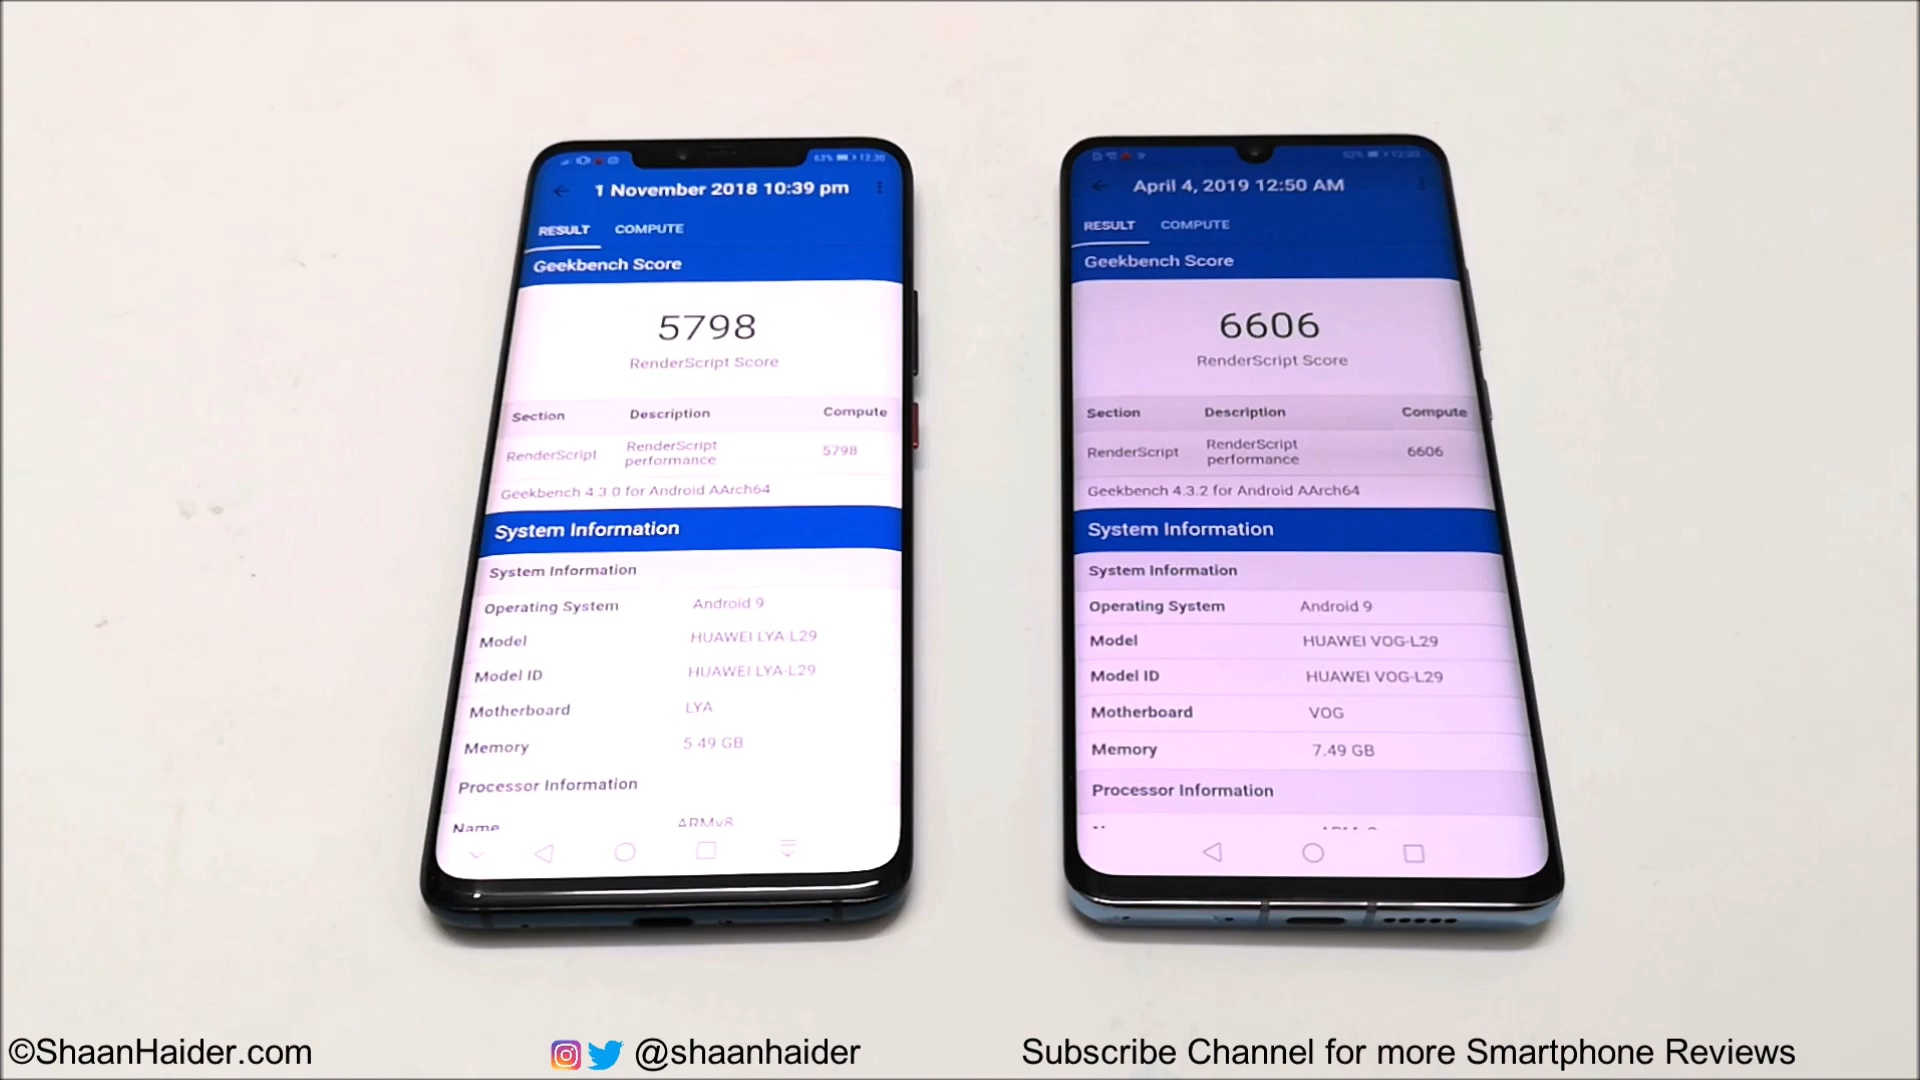 63% 12:30
1 November 2018 10:39 pm
RESULT COMPUTE
Geekbench Score
5798
RenderScript Score
Section Description Compute
RenderScript RenderScript performance 5798
Geekbench 4.3.0 for Android AArch64
System Information
System Information
Operating System Android 9
Model HUAWEI LYA-L29
Model ID HUAWEI LYA-L29
Motherboard LYA
Memory 5.49 GB
Processor Information
Name ARMv8
April 4, 2019 12:50 AM
RESULT COMPUTE
Geekbench Score
6606
RenderScript Score
Section Description Compute
RenderScript RenderScript performance 6606
Geekbench 4.3.2 for Android AArch64
System Information
System Information
Operating System Android 9
Model HUAWEI VOG-L29
Model ID HUAWEI VOG-L29
Motherboard VOG
Memory 7.49 GB
Processor Information
©ShaanHaider.com
@shaanhaider
Subscribe Channel for more Smartphone Reviews